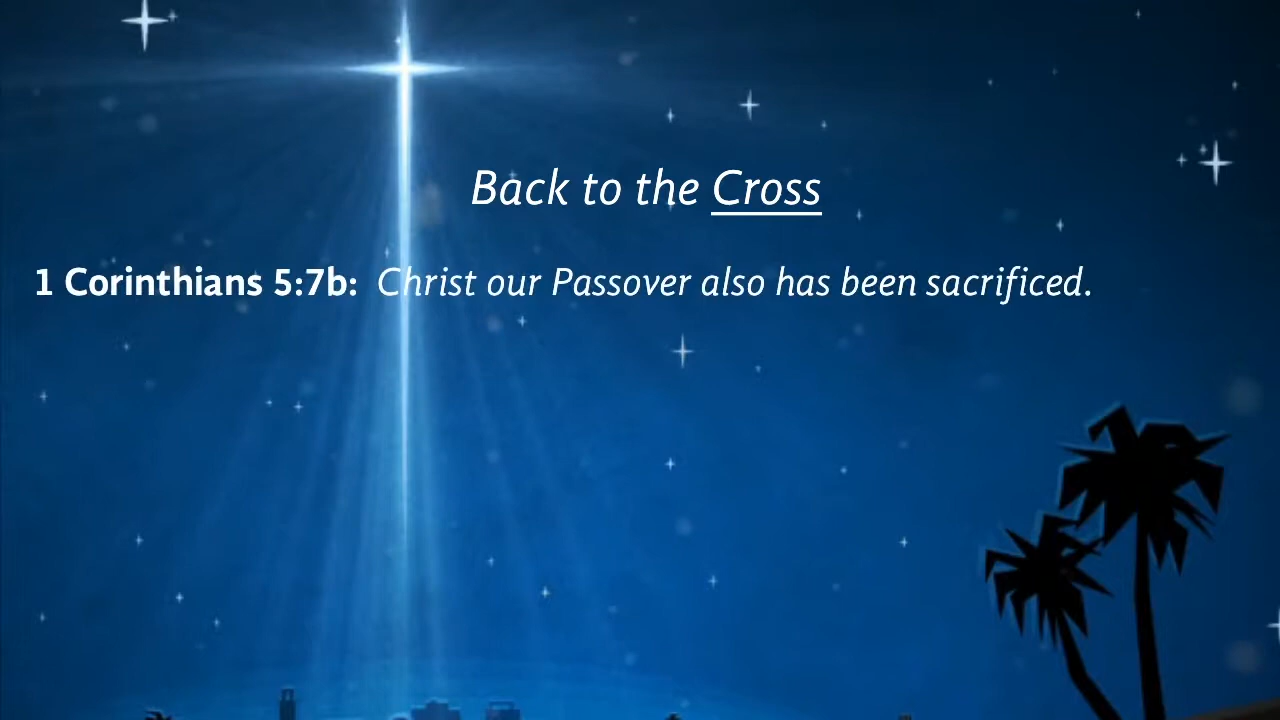 Back to the Cross
1 Corinthians 5:7b: Christ our Passover also has been sacrificed.